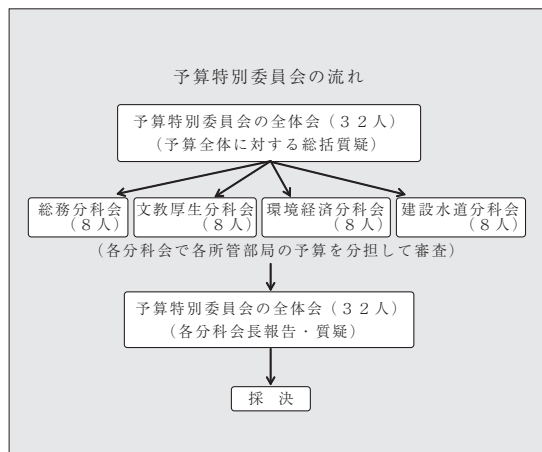 予算特別委員会の流れ
予算特別委員会の全体会(32人)
(予算全体に対する総括質疑)
総務分科会
(8人)
文教厚生分科会
(8人)
環境経済分科会
(8人)
建設水道分科会
(8人)
(各分科会で各所管部局の予算を分担して審査)
予算特別委員会の全体会(32人)
(各分科会長報告・質疑)
採 決